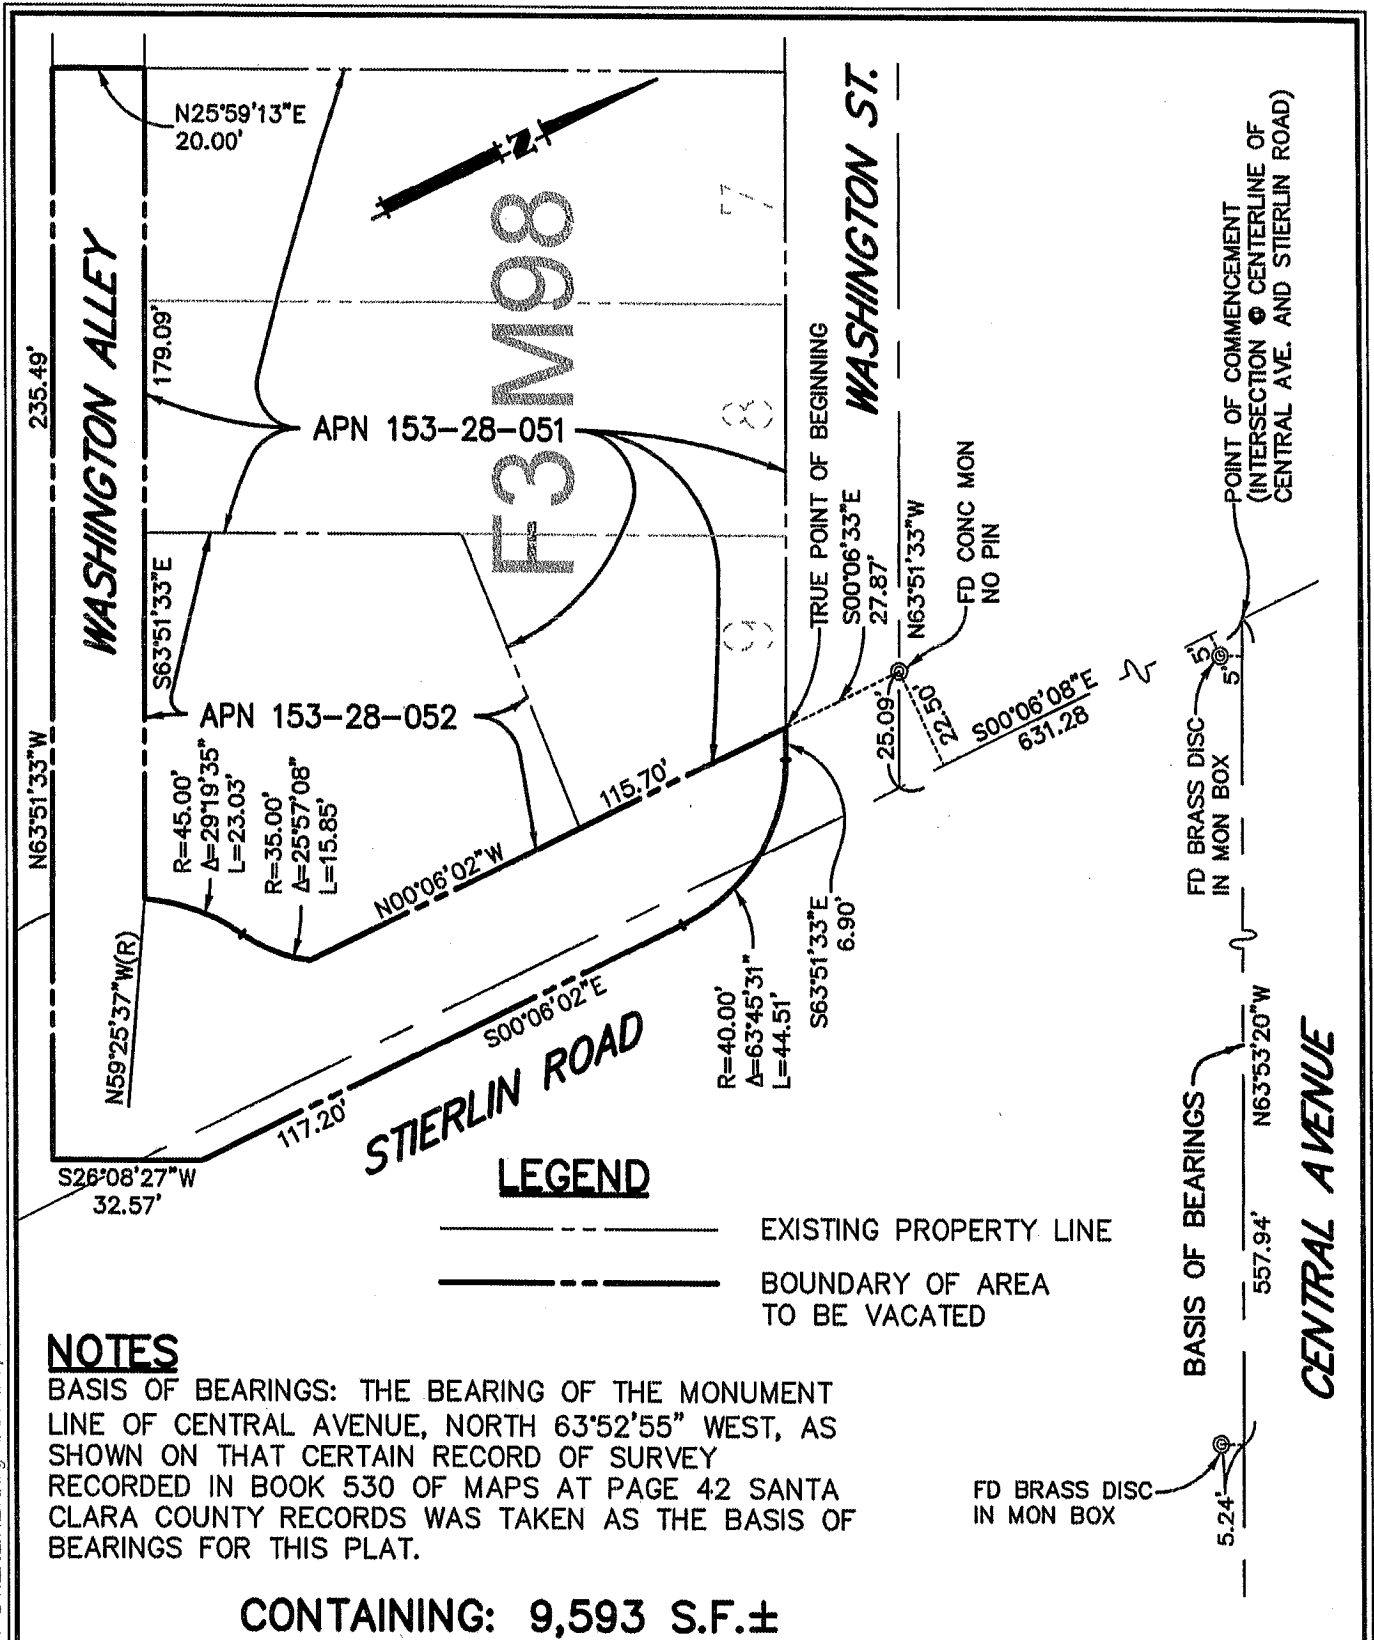 N25°59'13"E
20.00'
N
F3 M98
7
8
9
WASHINGTON ALLEY
WASHINGTON ST.
235.49'
179.09'
APN 153-28-051
S63°51'33"E
APN 153-28-052
N63°51'33"W
R=45.00'
Δ=29°19'35"
L=23.03'
R=35.00'
Δ=25°57'08"
L=15.85'
N59°25'37"W(R)
N00°06'02"W
115.70'
TRUE POINT OF BEGINNING
S00°06'33"E
27.87'
N63°51'33"W
FD CONC MON
NO PIN
25.09'
22.50'
S00°06'08"E
631.28
POINT OF COMMENCEMENT
(INTERSECTION @ CENTERLINE OF
CENTRAL AVE. AND STIERLIN ROAD)
5'
5'
FD BRASS DISC
IN MON BOX
S63°51'33"E
6.90'
R=40.00'
Δ=63°45'31"
L=44.51'
S00°06'02"E
117.20'
STIERLIN ROAD
S26°08'27"W
32.57'
BASIS OF BEARINGS
N63°53'20"W
557.94'
CENTRAL AVENUE
FD BRASS DISC
IN MON BOX
5.24'
LEGEND
EXISTING PROPERTY LINE
BOUNDARY OF AREA
TO BE VACATED
NOTES
BASIS OF BEARINGS: THE BEARING OF THE MONUMENT
LINE OF CENTRAL AVENUE, NORTH 63°52'55" WEST, AS
SHOWN ON THAT CERTAIN RECORD OF SURVEY
RECORDED IN BOOK 530 OF MAPS AT PAGE 42 SANTA
CLARA COUNTY RECORDS WAS TAKEN AS THE BASIS OF
BEARINGS FOR THIS PLAT.
CONTAINING: 9,593 S.F.±